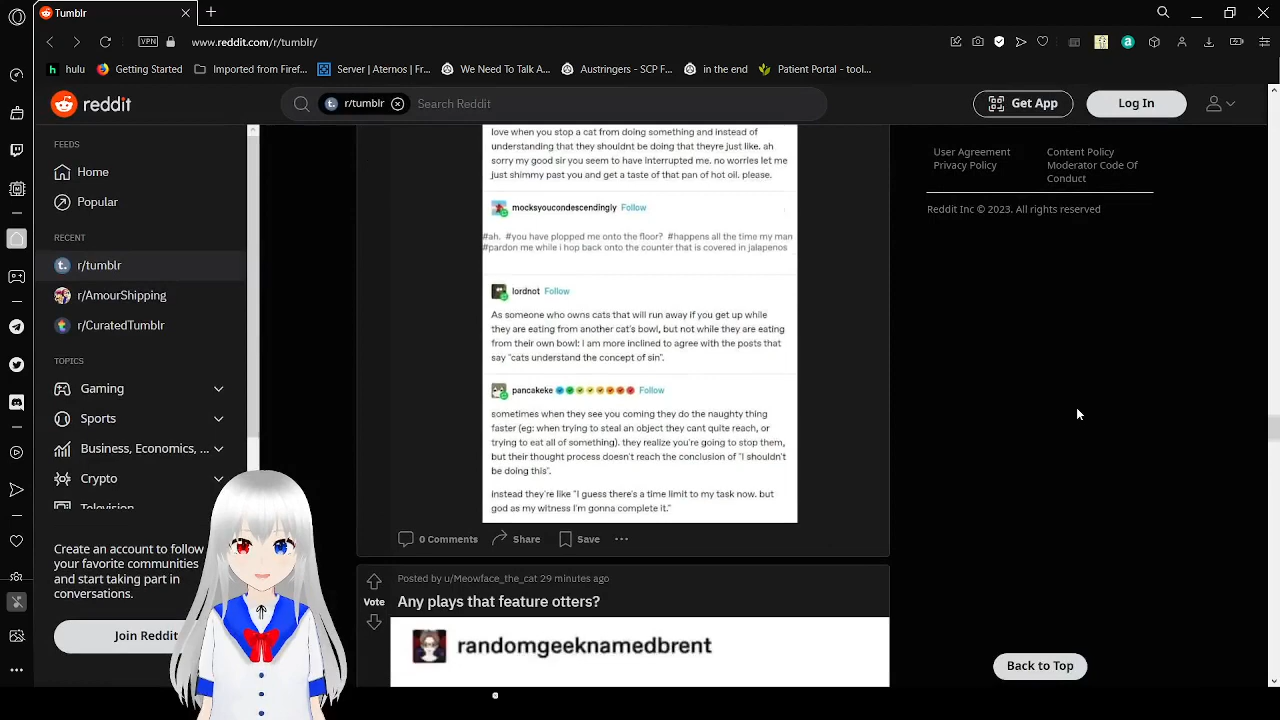 Tumblr
VPN
www.reddit.com/r/tumblr/
hulu
Getting Started
Imported from Firef...
Server | Aternos | Fr...
We Need To Talk A...
Austringers - SCP F...
in the end
Patient Portal - tool...
reddit
r/tumblr
Search Reddit
Get App
Log In
FEEDS
Home
Popular
RECENT
r/tumblr
r/AmourShipping
r/CuratedTumblr
TOPICS
Gaming
Sports
Business, Economics, ...
Crypto
Television
Create an account to follow
your favorite communities
and start taking part in
conversations.
Join Reddit
love when you stop a cat from doing something and instead of
understanding that they shouldnt be doing that theyre just like. ah
sorry my good sir you seem to have interrupted me. no worries let me
just shimmy past you and get a taste of that pan of hot oil. please.
mocksyoucondescendingly Follow
#ah. #you have plopped me onto the floor? #happens all the time my man
#pardon me while i hop back onto the counter that is covered in jalapenos
lordnot Follow
As someone who owns cats that will run away if you get up while
they are eating from another cat's bowl, but not while they are eating
from their own bowl: i am more inclined to agree with the posts that
say "cats understand the concept of sin".
pancakeke Follow
sometimes when they see you coming they do the naughty thing
faster (eg: when trying to steal an object they cant quite reach, or
trying to eat all of something). they realize you're going to stop them,
but their thought process doesn't reach the conclusion of "I shouldn't
be doing this".
instead they're like "I guess there's a time limit to my task now. but
god as my witness I'm gonna complete it."
0 Comments
Share
Save
Posted by u/Meowface_the_cat 29 minutes ago
Vote
Any plays that feature otters?
randomgeeknamedbrent
User Agreement
Privacy Policy
Content Policy
Moderator Code Of
Conduct
Reddit Inc © 2023. All rights reserved
Back to Top